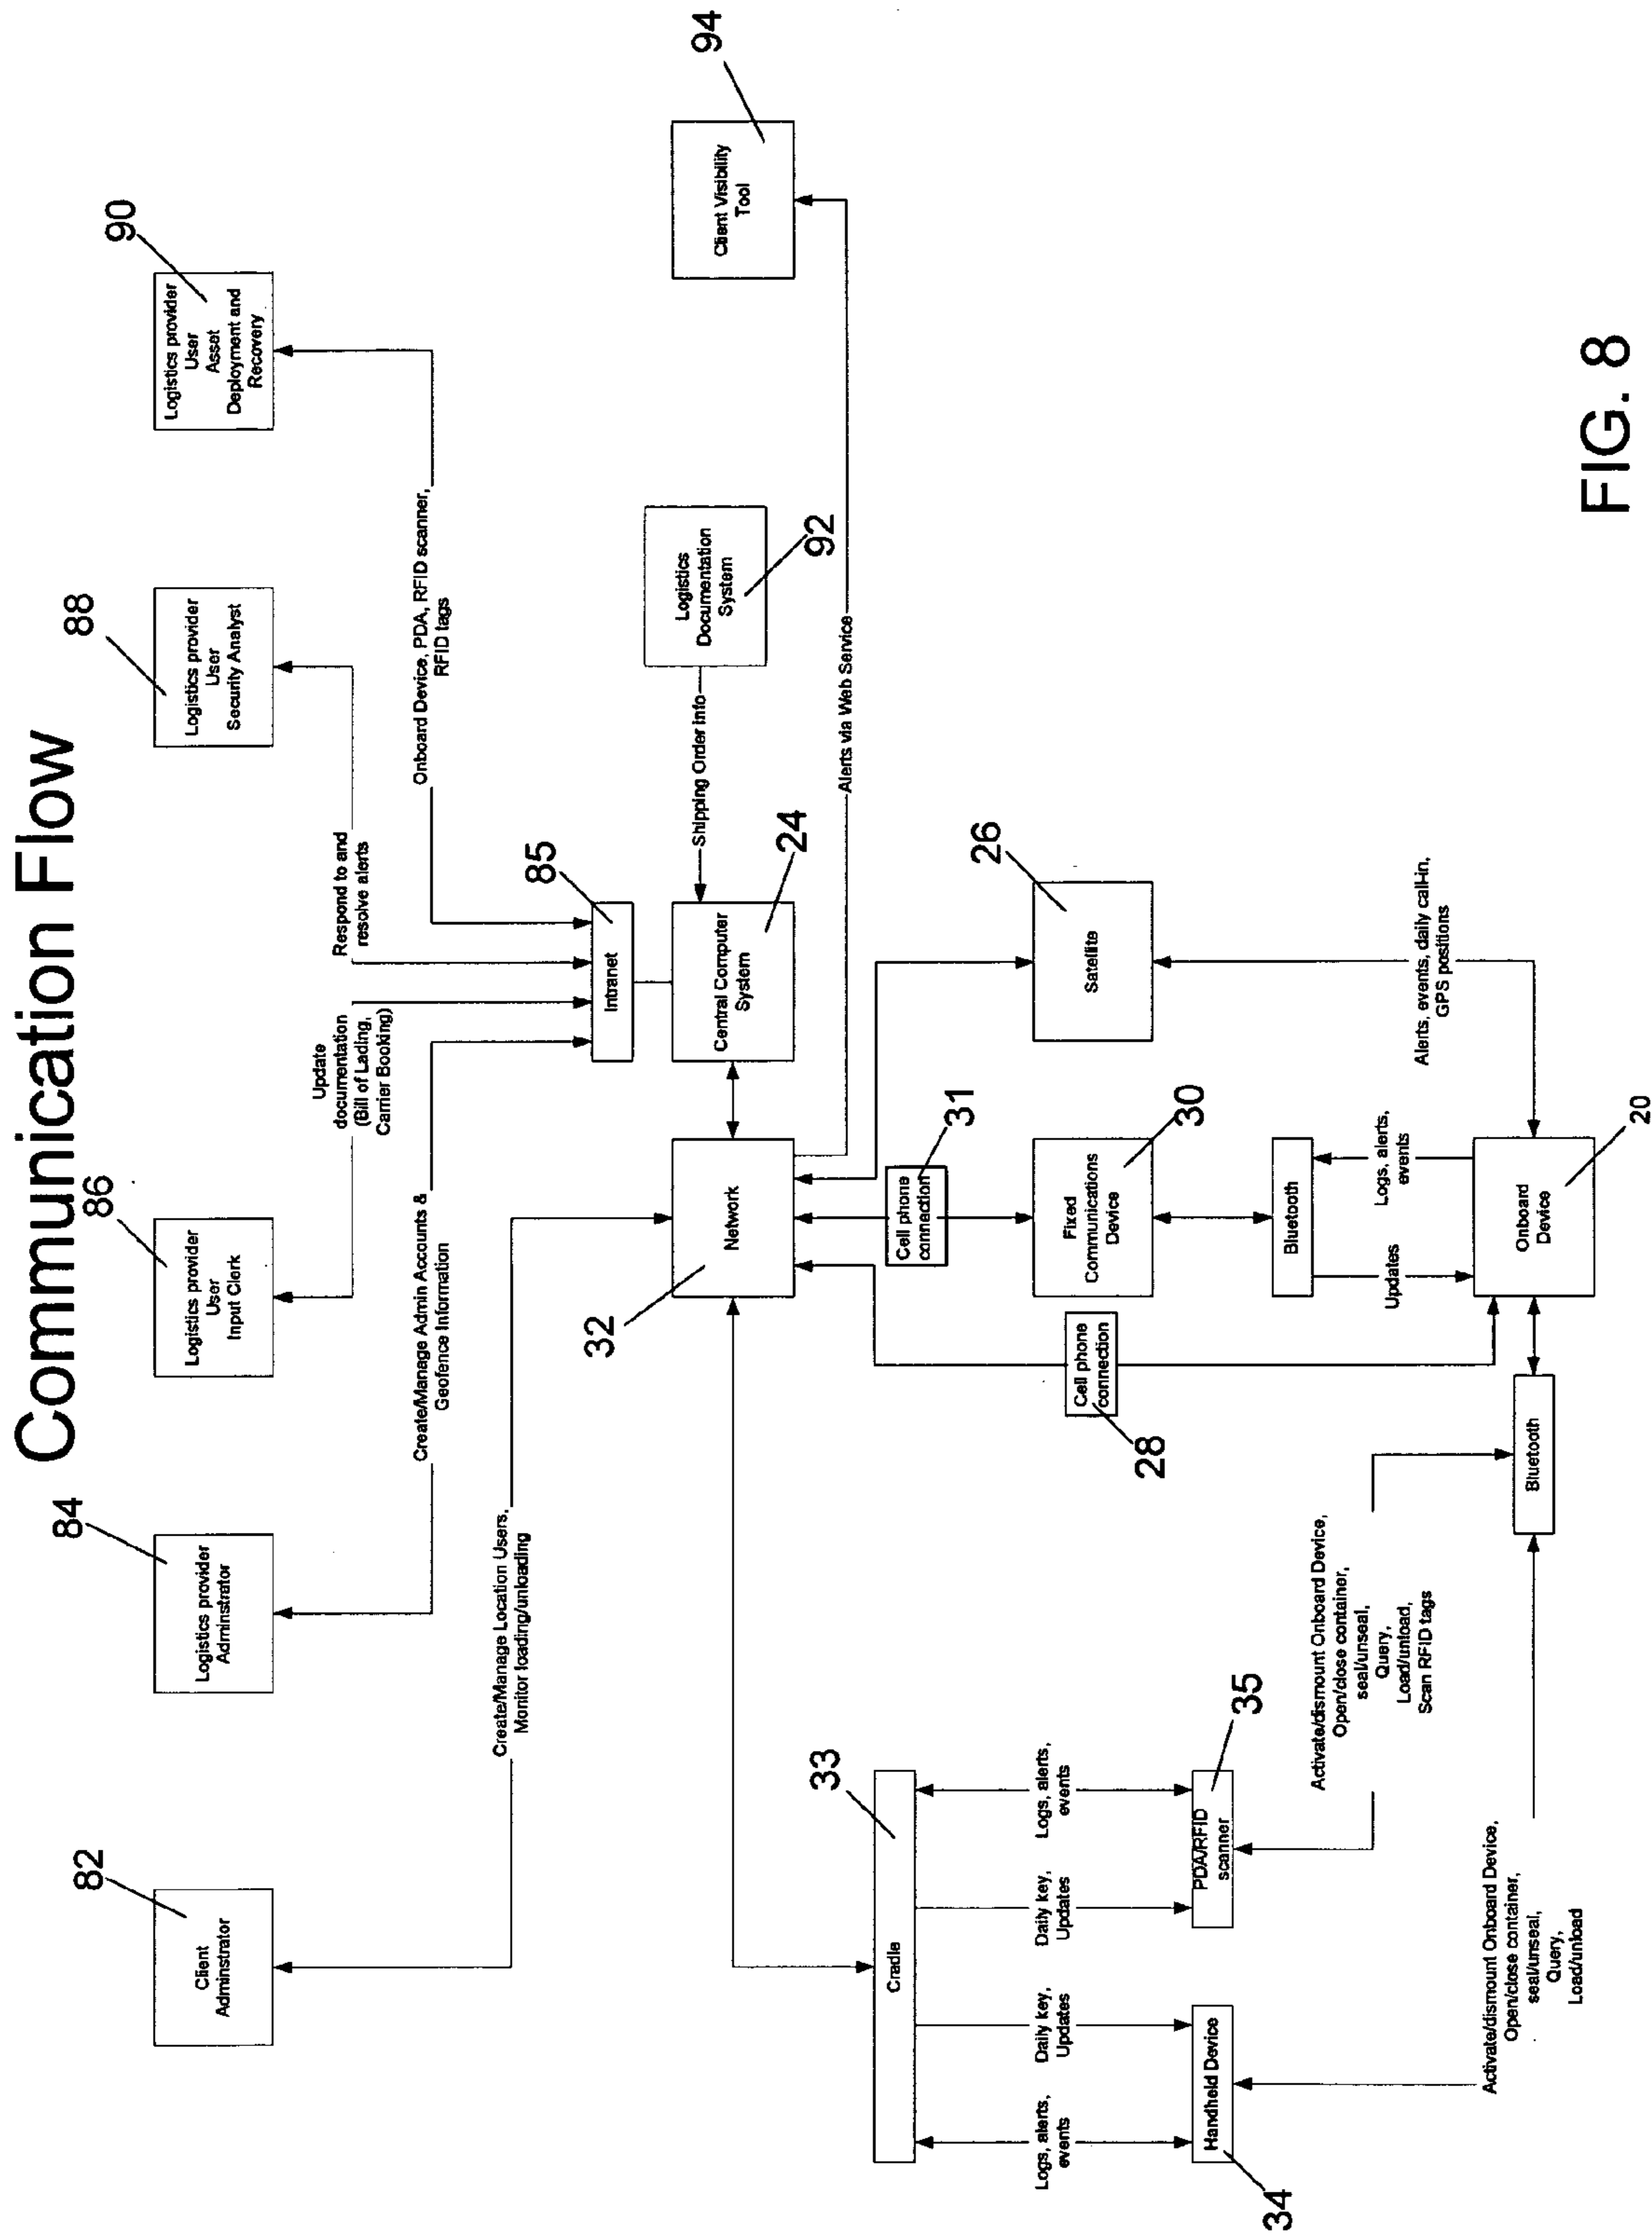 Communication Flow
82
Client
Adminstrator
84
Logistics provider
Adminstrator
86
Logistics provider
User
Input Clerk
88
Logistics provider
User
Security Analyst
90
Logistics provider
User
Asset
Deployment and
Recovery
Create/Manage Location Users,
Monitor loading/unloading
Create/Manage Admin Accounts &
Geofence Information
Update
documentation
(Bill of Lading,
Carrier Booking)
Respond to and
resolve alerts
Onboard Device, PDA, RFID scanner,
RFID tags
85
Intranet
32
Network
Central Computer
System
24
Shipping Order info
Logistics
Documentation
System
92
Client Visibility
Tool
94
Alerts via Web Service
33
Cradle
Logs, alerts,
events
Daily key,
Updates
Daily key,
Updates
Logs, alerts,
events
34
Handheld Device
PDA/RFID
scanner
35
Cell phone
connection
28
Cell phone
connection
31
Fixed
Communications
Device
30
Satellite
26
Bluetooth
Updates
Logs, alerts,
events
Alerts, events, daily call-in,
GPS positions
Onboard
Device
20
Bluetooth
Activate/dismount Onboard Device,
Open/close container,
seal/unseal,
Query,
Load/unload,
Scan RFID tags
Activate/dismount Onboard Device,
Open/close container,
seal/unseal,
Query,
Load/unload
FIG. 8